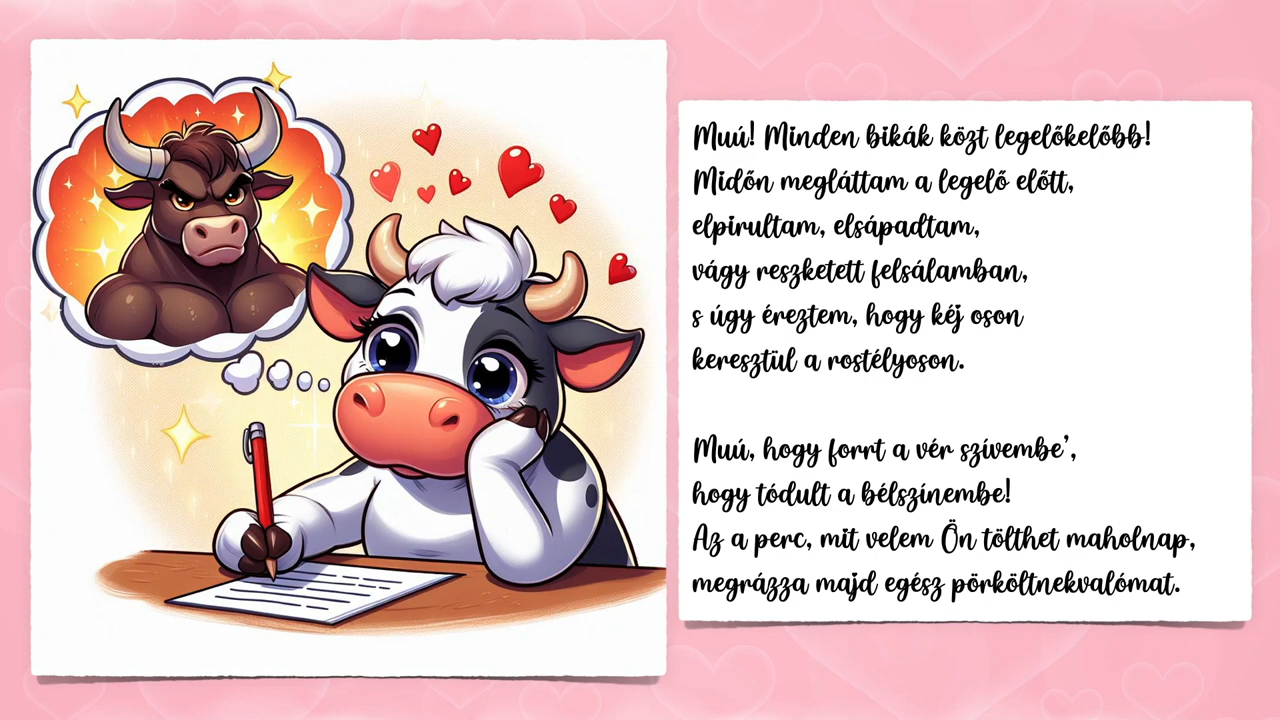 Muú! Minden bikák közt legelőkelőbb!
Midőn megláttam a legelő előtt,
elpirultam, elsápadtam,
vágy reszketett felsálamban,
s úgy éreztem, hogy kéj oson
keresztül a rostélyoson.
Muú, hogy forrt a vér szívembe’,
hogy tódult a bélszínembe!
Az a perc, mit velem Ön tölthet maholnap,
megrázza majd egész pörköltnekvalómat.